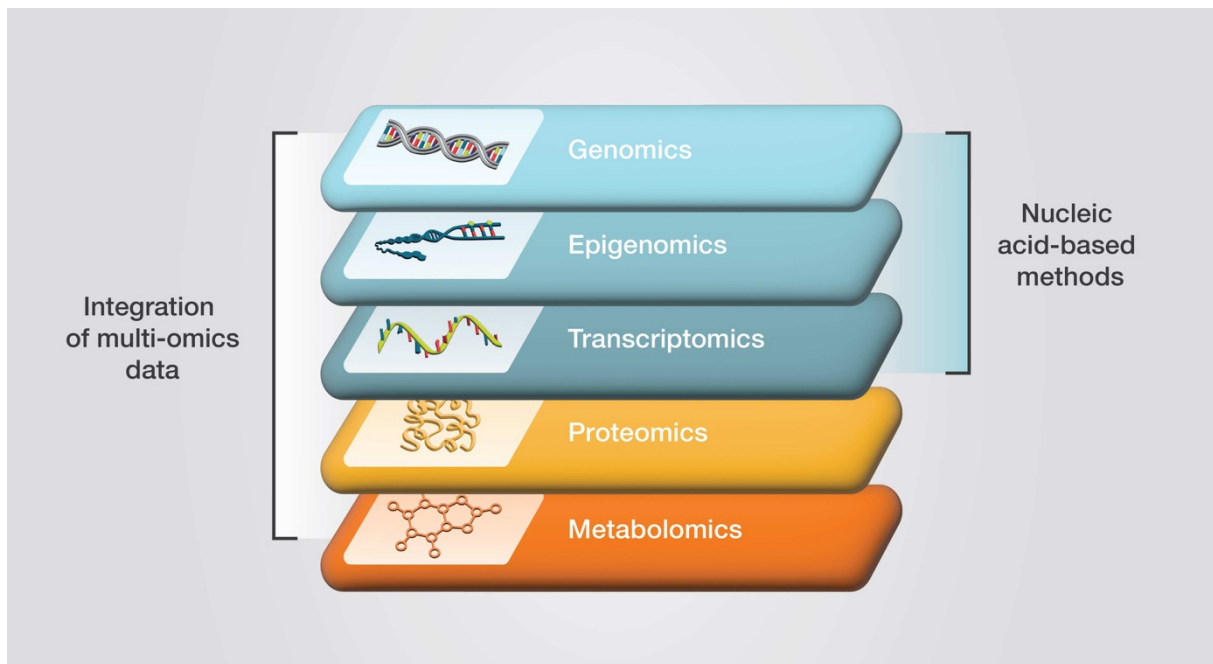 Genomics
Epigenomics
Transcriptomics
Proteomics
Metabolomics
Integration
of multi-omics
data
Nucleic
acid-based
methods